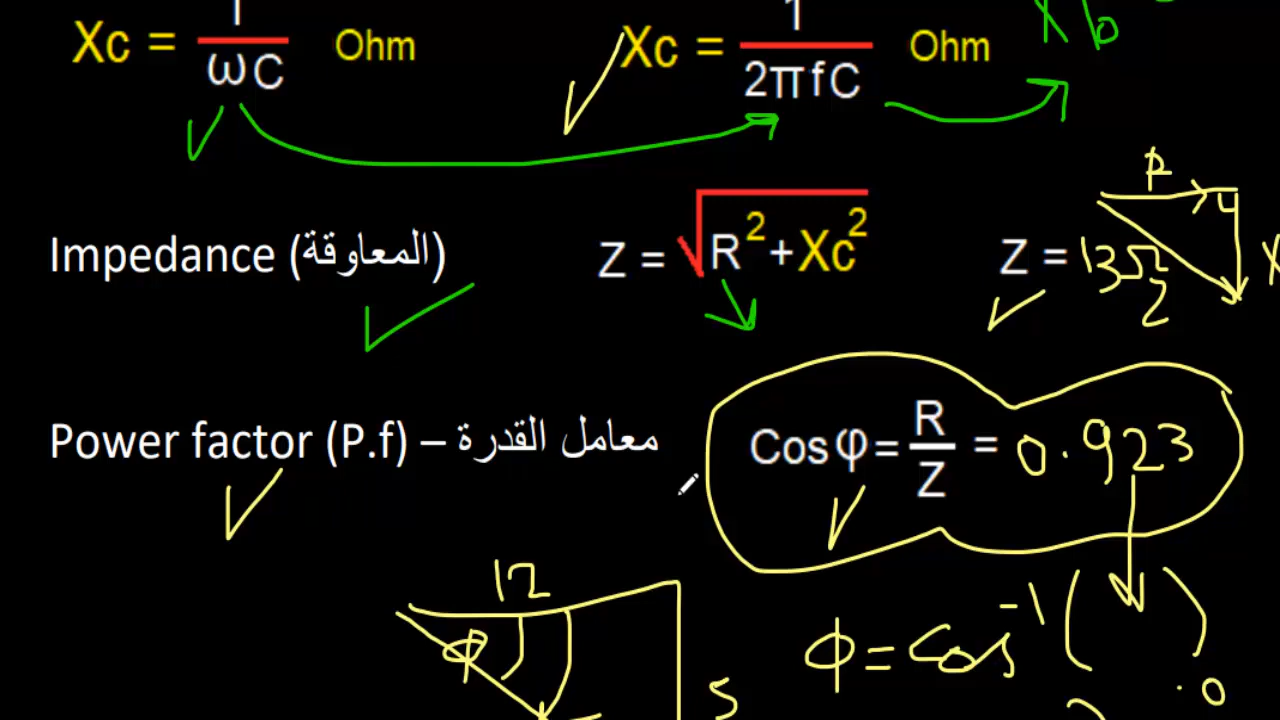 Xc = 1/ωC Ohm Xc = 1/2πfC Ohm
R
Impedance (المعاوقة) Z = √R²+Xc² Z = 13Ω
Z
Power factor (P.f) – معامل القدرة Cosφ = R/Z = 0.923
12
φ φ = Cos⁻¹ ( )
5